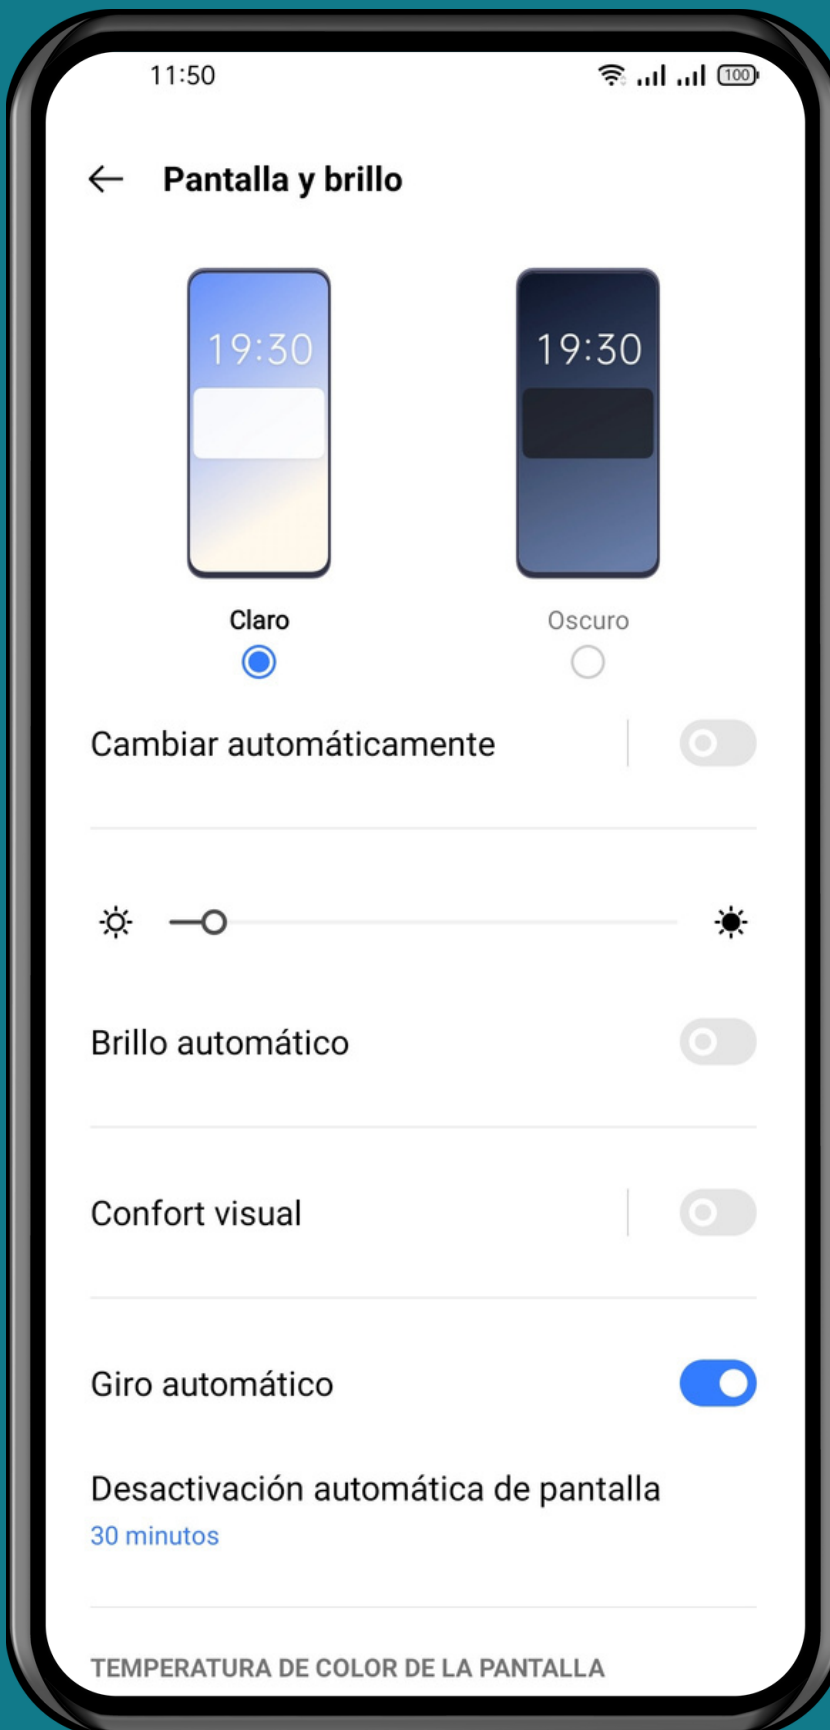 11:50
100
Pantalla y brillo
19:30
19:30
Claro
Oscuro
Cambiar automáticamente
Brillo automático
Confort visual
Giro automático
Desactivación automática de pantalla
30 minutos
TEMPERATURA DE COLOR DE LA PANTALLA